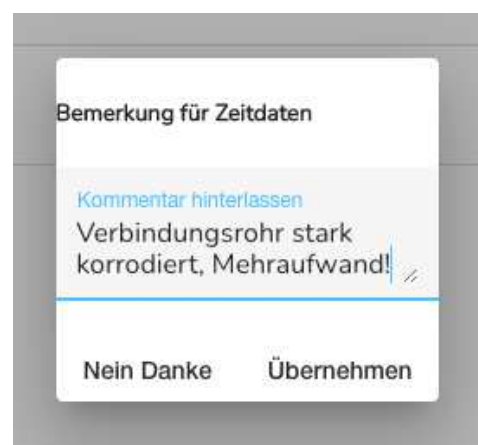 Bemerkung für Zeitdaten
Kommentar hinterlassen
Verbindungsrohr stark
korrodiert, Mehraufwand!
Nein Danke Übernehmen